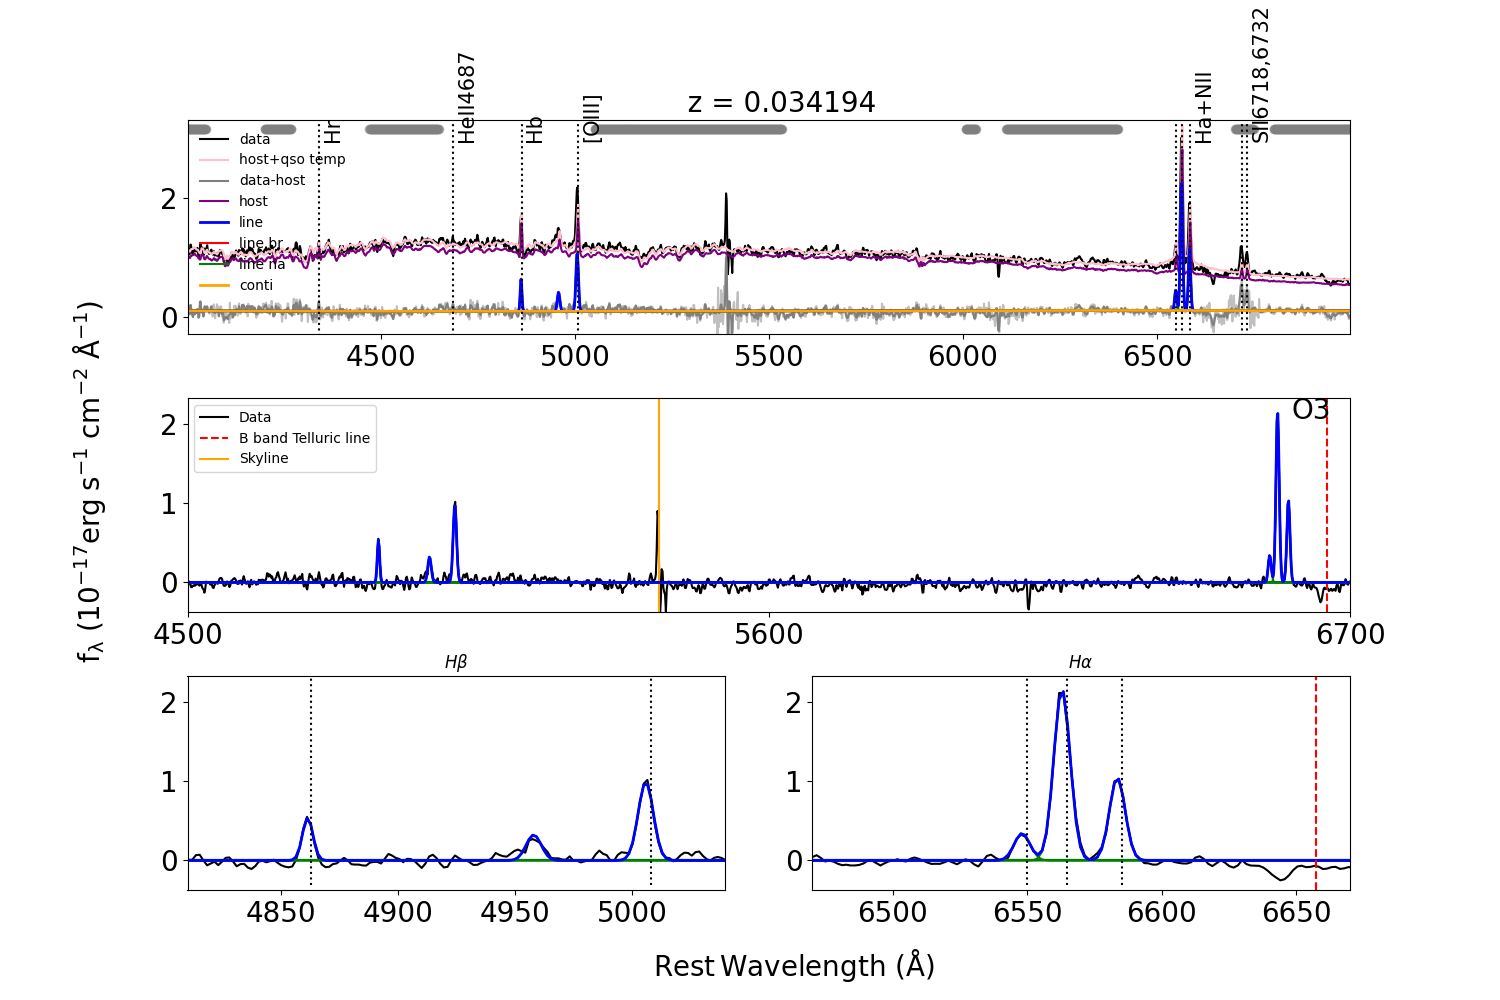 z = 0.034194
Hr
HeII4687
Hb
[OIII]
Ha+NII
SII6718,6732
data
host+qso temp
data-host
host
line
line br
line na
conti
2
0
4500
5000
5500
6000
6500
fλ (10⁻¹⁷erg s⁻¹ cm⁻² Å⁻¹)
O3
Data
B band Telluric line
Skyline
2
1
0
4500
5600
6700
Hβ
2
1
0
4850
4900
4950
5000
Hα
2
1
0
6500
6550
6600
6650
Rest Wavelength (Å)